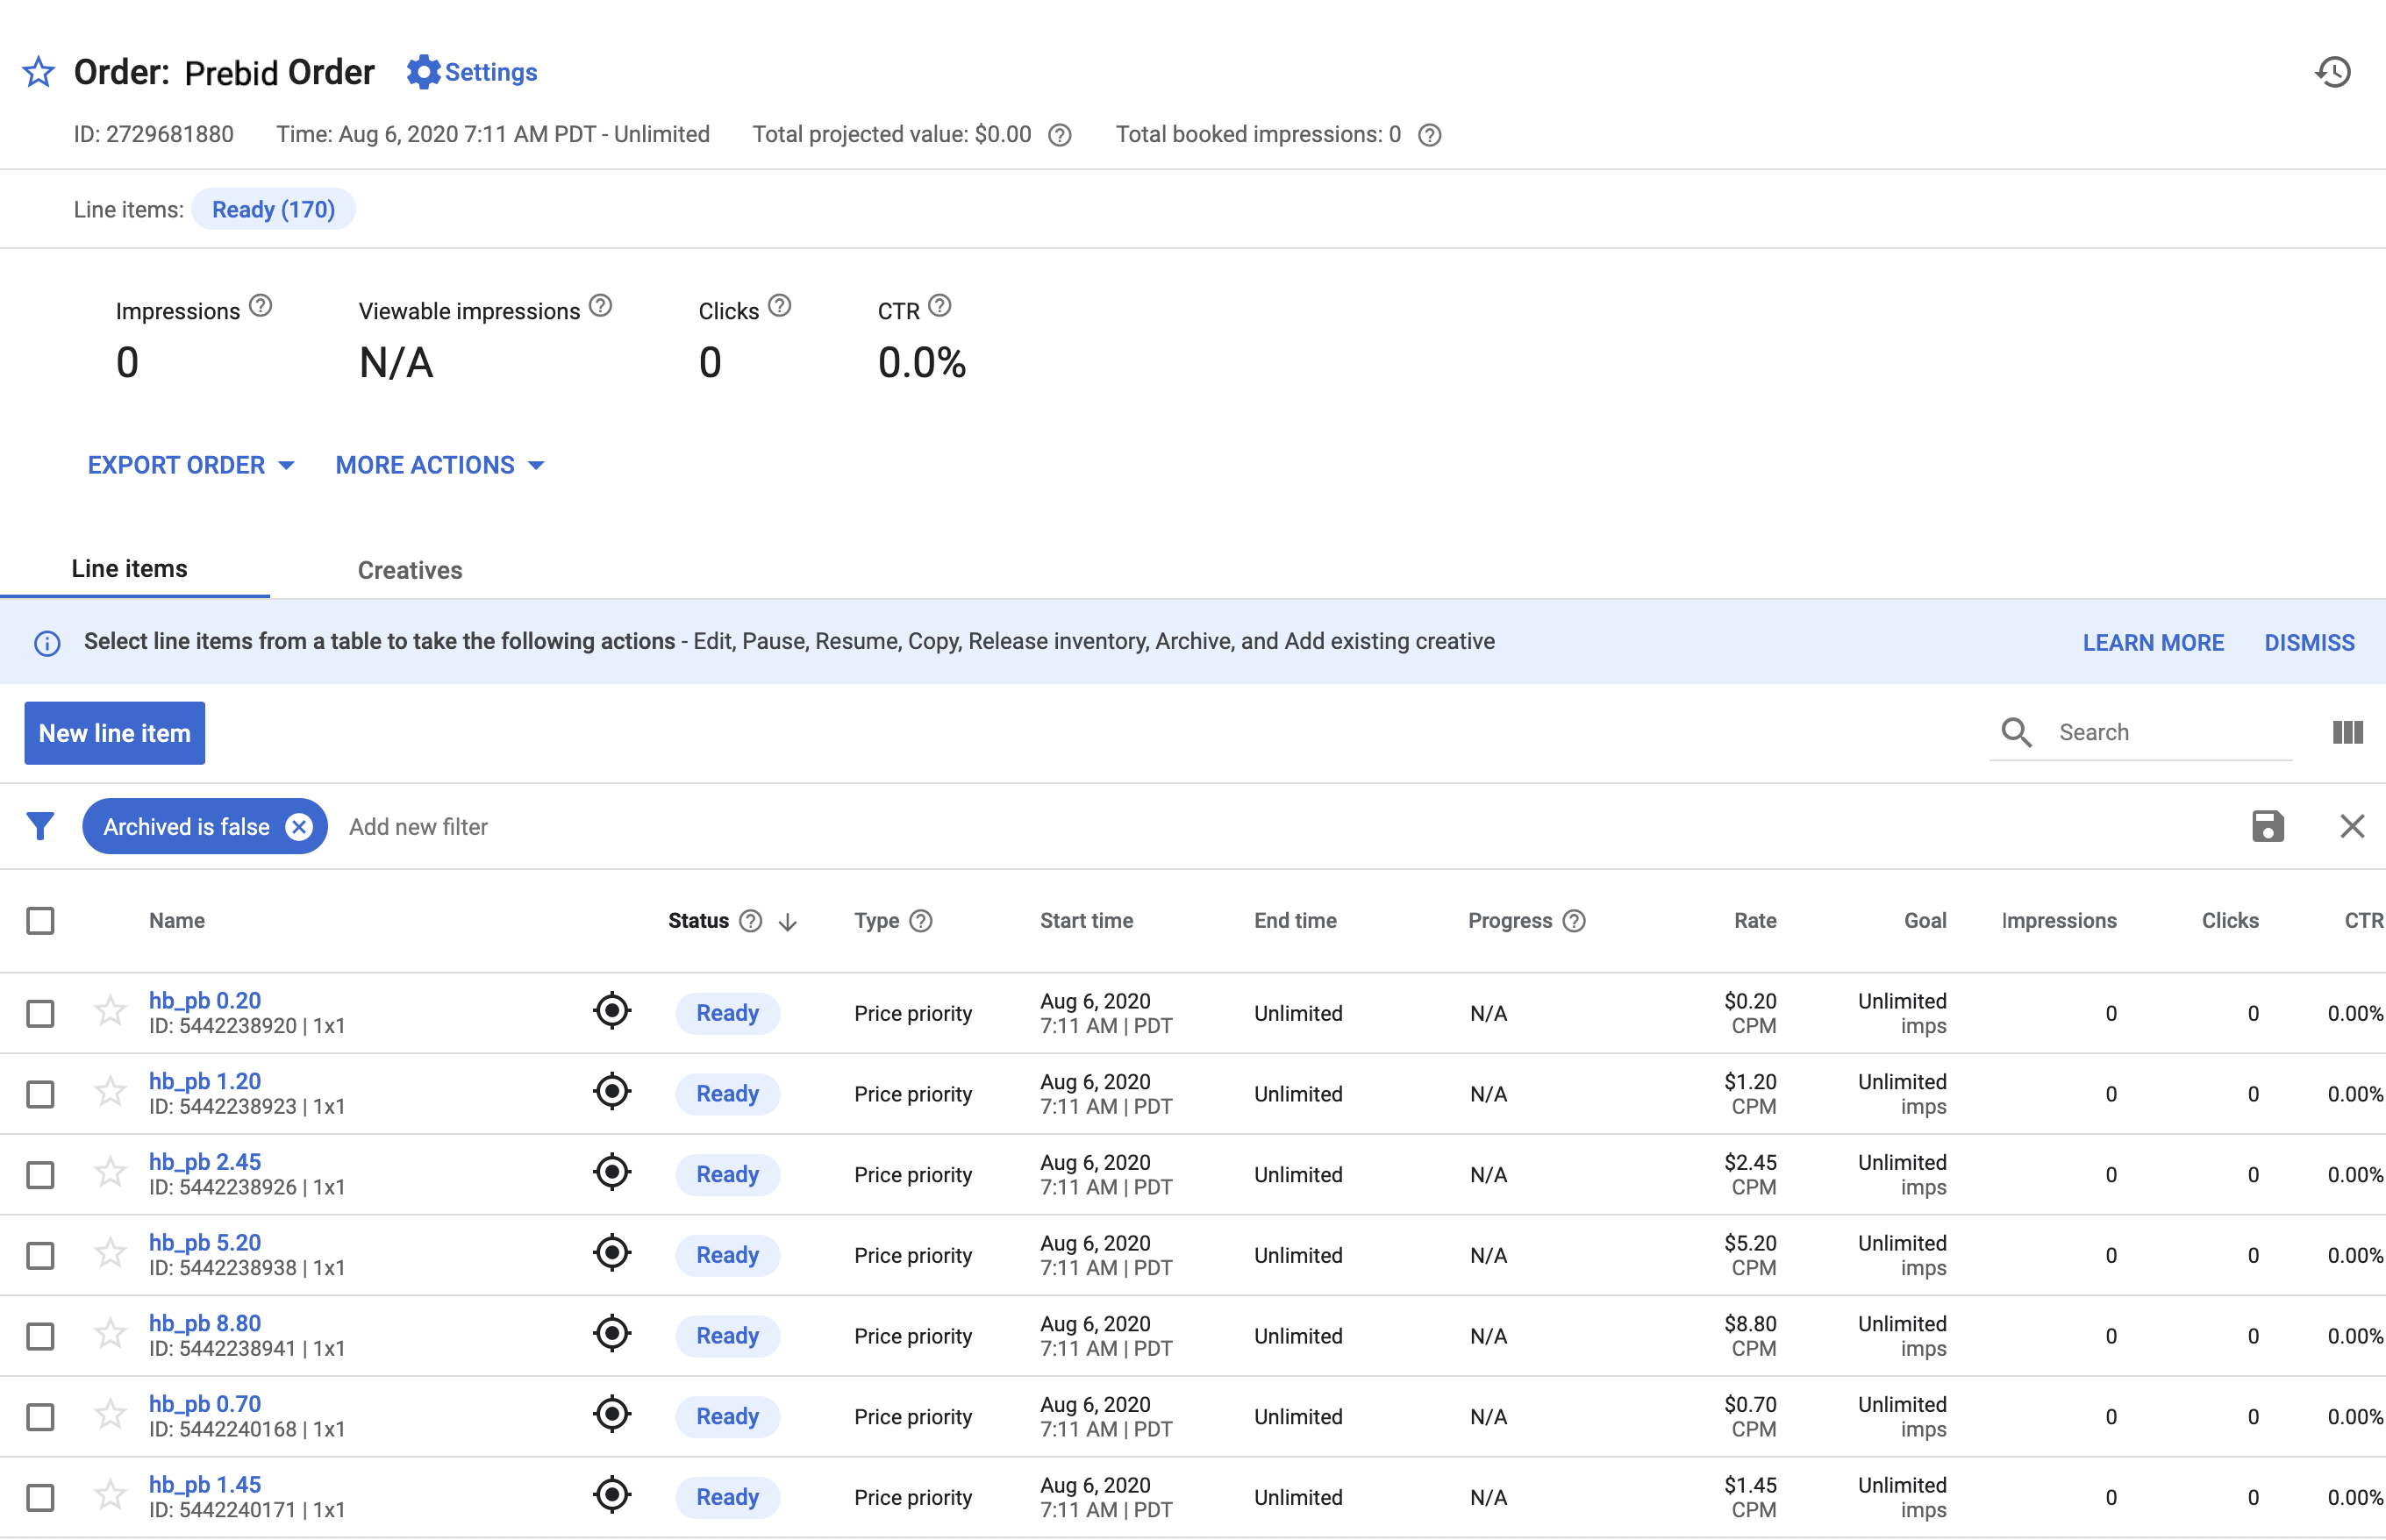 Order: Prebid Order Settings
ID: 2729681880 Time: Aug 6, 2020 7:11 AM PDT - Unlimited Total projected value: $0.00 Total booked impressions: 0
Line items: Ready (170)
Impressions Viewable impressions Clicks CTR
0 N/A 0 0.0%
EXPORT ORDER MORE ACTIONS
Line items Creatives
Select line items from a table to take the following actions - Edit, Pause, Resume, Copy, Release inventory, Archive, and Add existing creative LEARN MORE DISMISS
New line item Search
Archived is false Add new filter
Name Status Type Start time End time Progress Rate Goal Impressions Clicks CTR
hb_pb 0.20 Ready Price priority Aug 6, 2020 Unlimited N/A $0.20 Unlimited 0 0 0.00%
ID: 5442238920 | 1x1 7:11 AM | PDT CPM imps
hb_pb 1.20 Ready Price priority Aug 6, 2020 Unlimited N/A $1.20 Unlimited 0 0 0.00%
ID: 5442238923 | 1x1 7:11 AM | PDT CPM imps
hb_pb 2.45 Ready Price priority Aug 6, 2020 Unlimited N/A $2.45 Unlimited 0 0 0.00%
ID: 5442238926 | 1x1 7:11 AM | PDT CPM imps
hb_pb 5.20 Ready Price priority Aug 6, 2020 Unlimited N/A $5.20 Unlimited 0 0 0.00%
ID: 5442238938 | 1x1 7:11 AM | PDT CPM imps
hb_pb 8.80 Ready Price priority Aug 6, 2020 Unlimited N/A $8.80 Unlimited 0 0 0.00%
ID: 5442238941 | 1x1 7:11 AM | PDT CPM imps
hb_pb 0.70 Ready Price priority Aug 6, 2020 Unlimited N/A $0.70 Unlimited 0 0 0.00%
ID: 5442240168 | 1x1 7:11 AM | PDT CPM imps
hb_pb 1.45 Ready Price priority Aug 6, 2020 Unlimited N/A $1.45 Unlimited 0 0 0.00%
ID: 5442240171 | 1x1 7:11 AM | PDT CPM imps